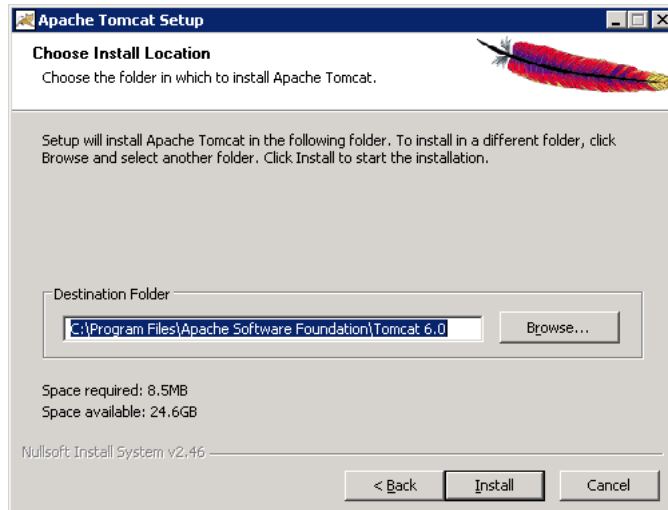 Apache Tomcat Setup
Choose Install Location
Choose the folder in which to install Apache Tomcat.
Setup will install Apache Tomcat in the following folder. To install in a different folder, click
Browse and select another folder. Click Install to start the installation.
Destination Folder
C:\Program Files\Apache Software Foundation\Tomcat 6.0
Browse...
Space required: 8.5MB
Space available: 24.6GB
Nullsoft Install System v2.46
< Back
Install
Cancel